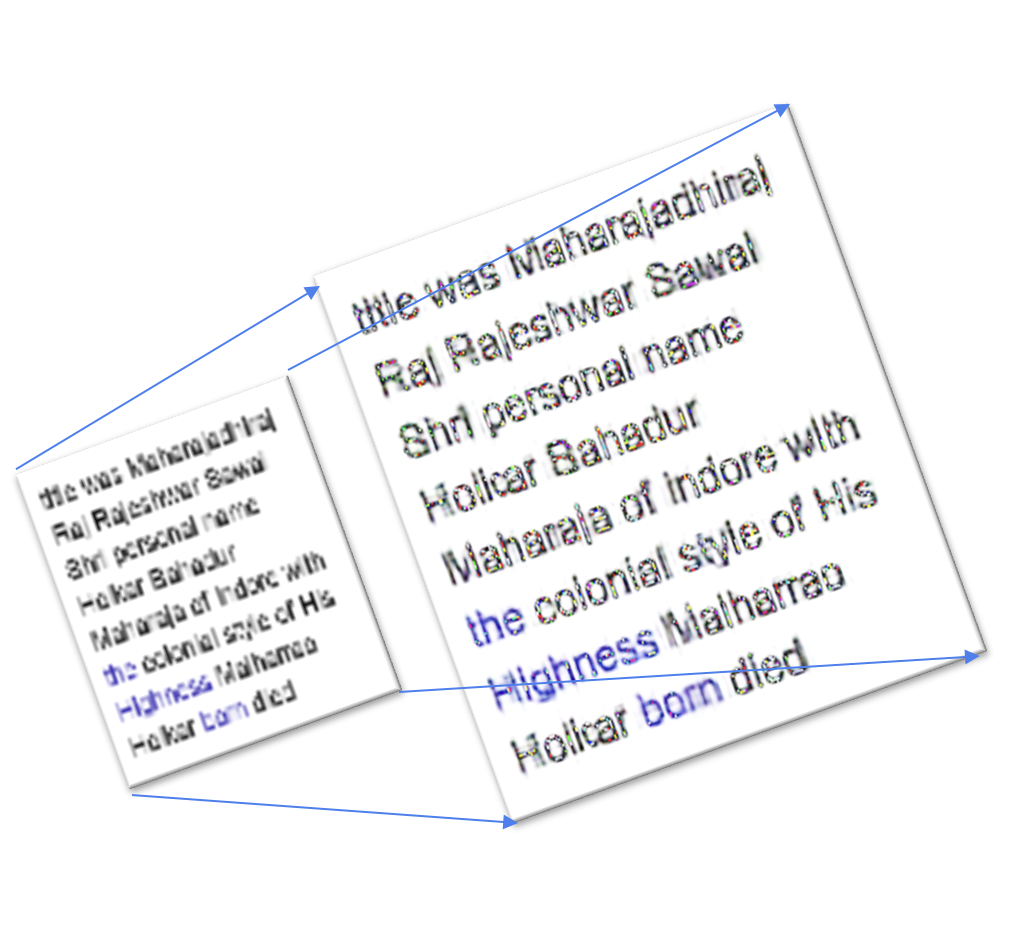 title was Maharajadhiraj
Raj Rajeshwar Sawai
Shri personal name
Holkar Bahadur
Maharaja of Indore with
the colonial style of His
Highness Malharrao
Holkar born died
title was Maharajadhiraj
Raj Rajeshwar Sawai
Shri personal name
Holkar Bahadur
Maharaja of Indore with
the colonial style of His
Highness Malharrao
Holkar born died